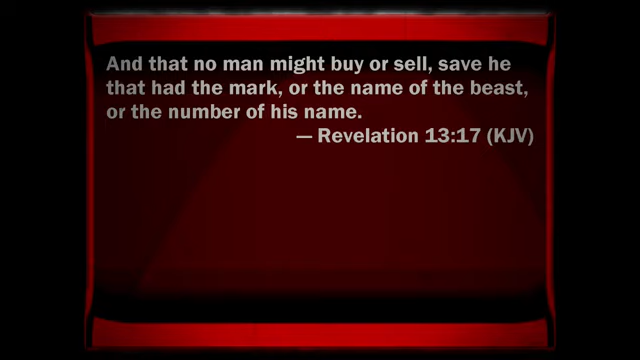 And that no man might buy or sell, save he
that had the mark, or the name of the beast,
or the number of his name.
— Revelation 13:17 (KJV)